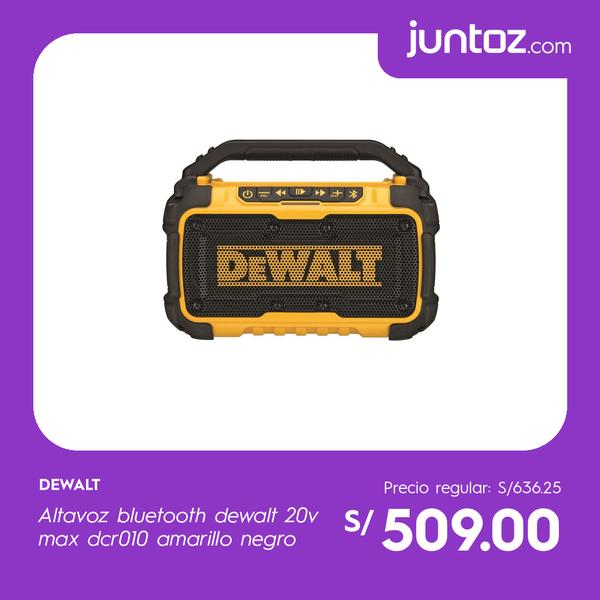 juntoz.com
DEWALT
DEWALT
Altavoz bluetooth dewalt 20v
max dcr010 amarillo negro
Precio regular: S/636.25
S/ 509.00